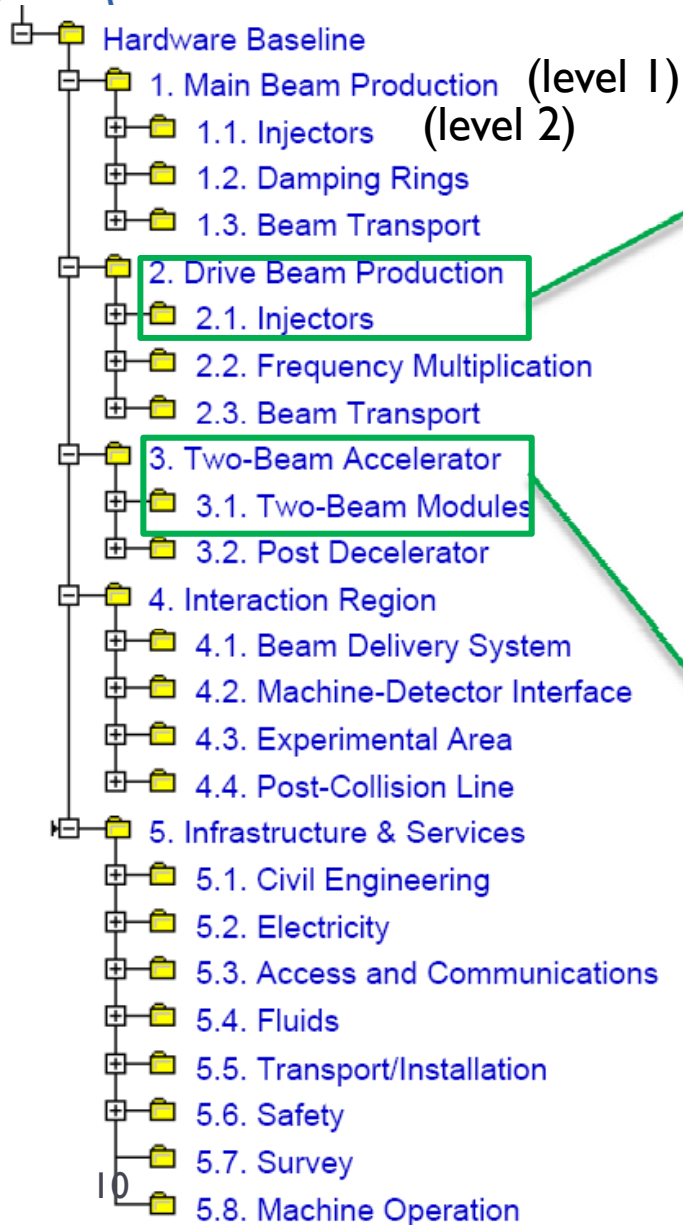 Hardware Baseline
1. Main Beam Production (level 1)
1.1. Injectors (level 2)
1.2. Damping Rings
1.3. Beam Transport
2. Drive Beam Production
2.1. Injectors
2.2. Frequency Multiplication
2.3. Beam Transport
3. Two-Beam Accelerator
3.1. Two-Beam Modules
3.2. Post Decelerator
4. Interaction Region
4.1. Beam Delivery System
4.2. Machine-Detector Interface
4.3. Experimental Area
4.4. Post-Collision Line
5. Infrastructure & Services
5.1. Civil Engineering
5.2. Electricity
5.3. Access and Communications
5.4. Fluids
5.5. Transport/Installation
5.6. Safety
5.7. Survey
10
5.8. Machine Operation